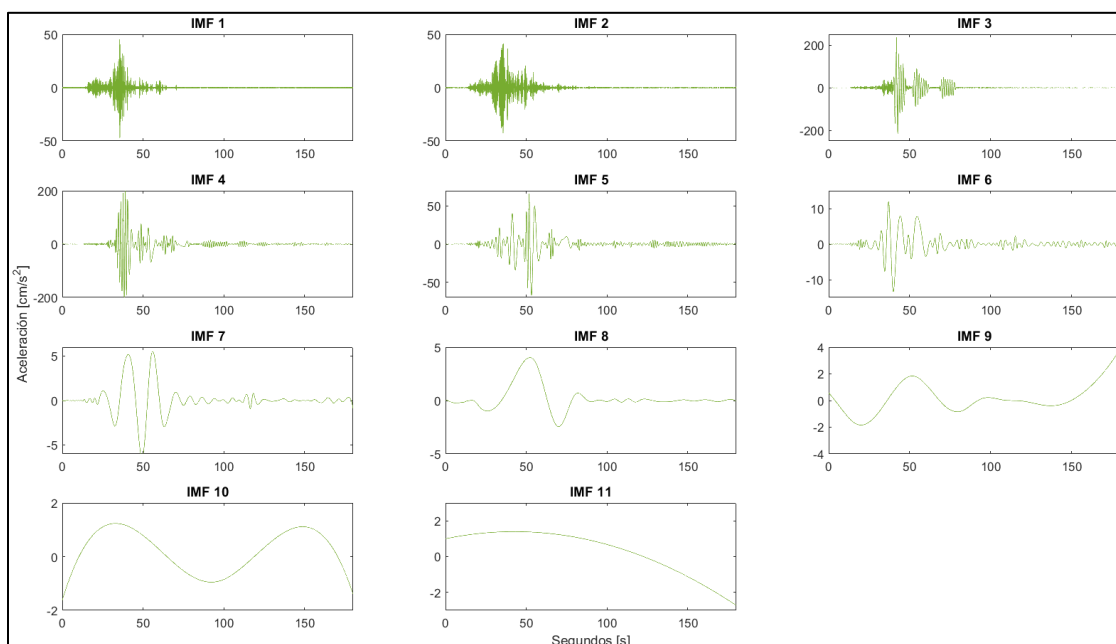 IMF 1 IMF 2 IMF 3
50 50 200
0 0 0
-50 -50 -200
0 50 100 150 0 50 100 150 0 50 100 150
IMF 4 IMF 5 IMF 6
200 50 10
0 0 0
-200 -50 -10
0 50 100 150 0 50 100 150 0 50 100 150
Aceleración [cm/s²]
IMF 7 IMF 8 IMF 9
5 5 4
2
0 0 0
-2
-5 -5 -4
0 50 100 150 0 50 100 150 0 50 100 150
IMF 10 IMF 11
2 2
0 0
-2 -2
0 50 100 150 0 50 100 150
Segundos [s]